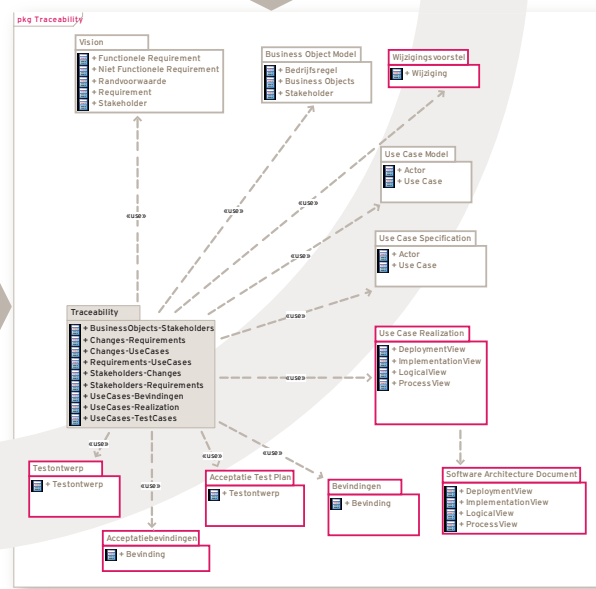 pkg Traceability
Vision
+ Functionele Requirement
+ Niet Functionele Requirement
+ Randvoorwaarde
+ Requirement
+ Stakeholder
Business Object Model
+ Bedrijfsregel
+ Business Objects
+ Stakeholder
Wijzigingsvoorstel
+ Wijziging
Use Case Model
+ Actor
+ Use Case
«use»
«use»
«use»
«use»
Use Case Specification
+ Actor
+ Use Case
«use»
Traceability
+ BusinessObjects-Stakeholders
+ Changes-Requirements
+ Changes-UseCases
+ Requirements-UseCases
+ Stakeholders-Changes
+ Stakeholders-Requirements
+ UseCases-Bevindingen
+ UseCases-Realization
+ UseCases-TestCases
Use Case Realization
+ DeploymentView
+ ImplementationView
+ LogicalView
+ ProcessView
«use»
«use»
«use»
«use»
«use»
Testontwerp
+ Testontwerp
Acceptatie Test Plan
+ Testontwerp
Bevindingen
+ Bevinding
Software Architecture Document
+ DeploymentView
+ ImplementationView
+ LogicalView
+ ProcessView
Acceptatiebevindingen
+ Bevinding